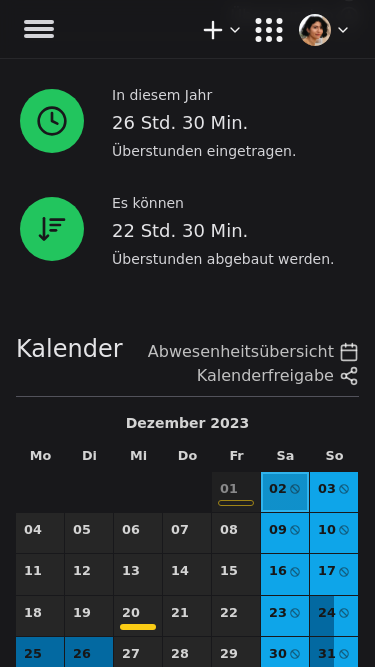 In diesem Jahr
26 Std. 30 Min.
Überstunden eingetragen.
Es können
22 Std. 30 Min.
Überstunden abgebaut werden.
Kalender
Abwesenheitsübersicht
Kalenderfreigabe
Dezember 2023
Mo Di Mi Do Fr Sa So
01 02 03
04 05 06 07 08 09 10
11 12 13 14 15 16 17
18 19 20 21 22 23 24
25 26 27 28 29 30 31